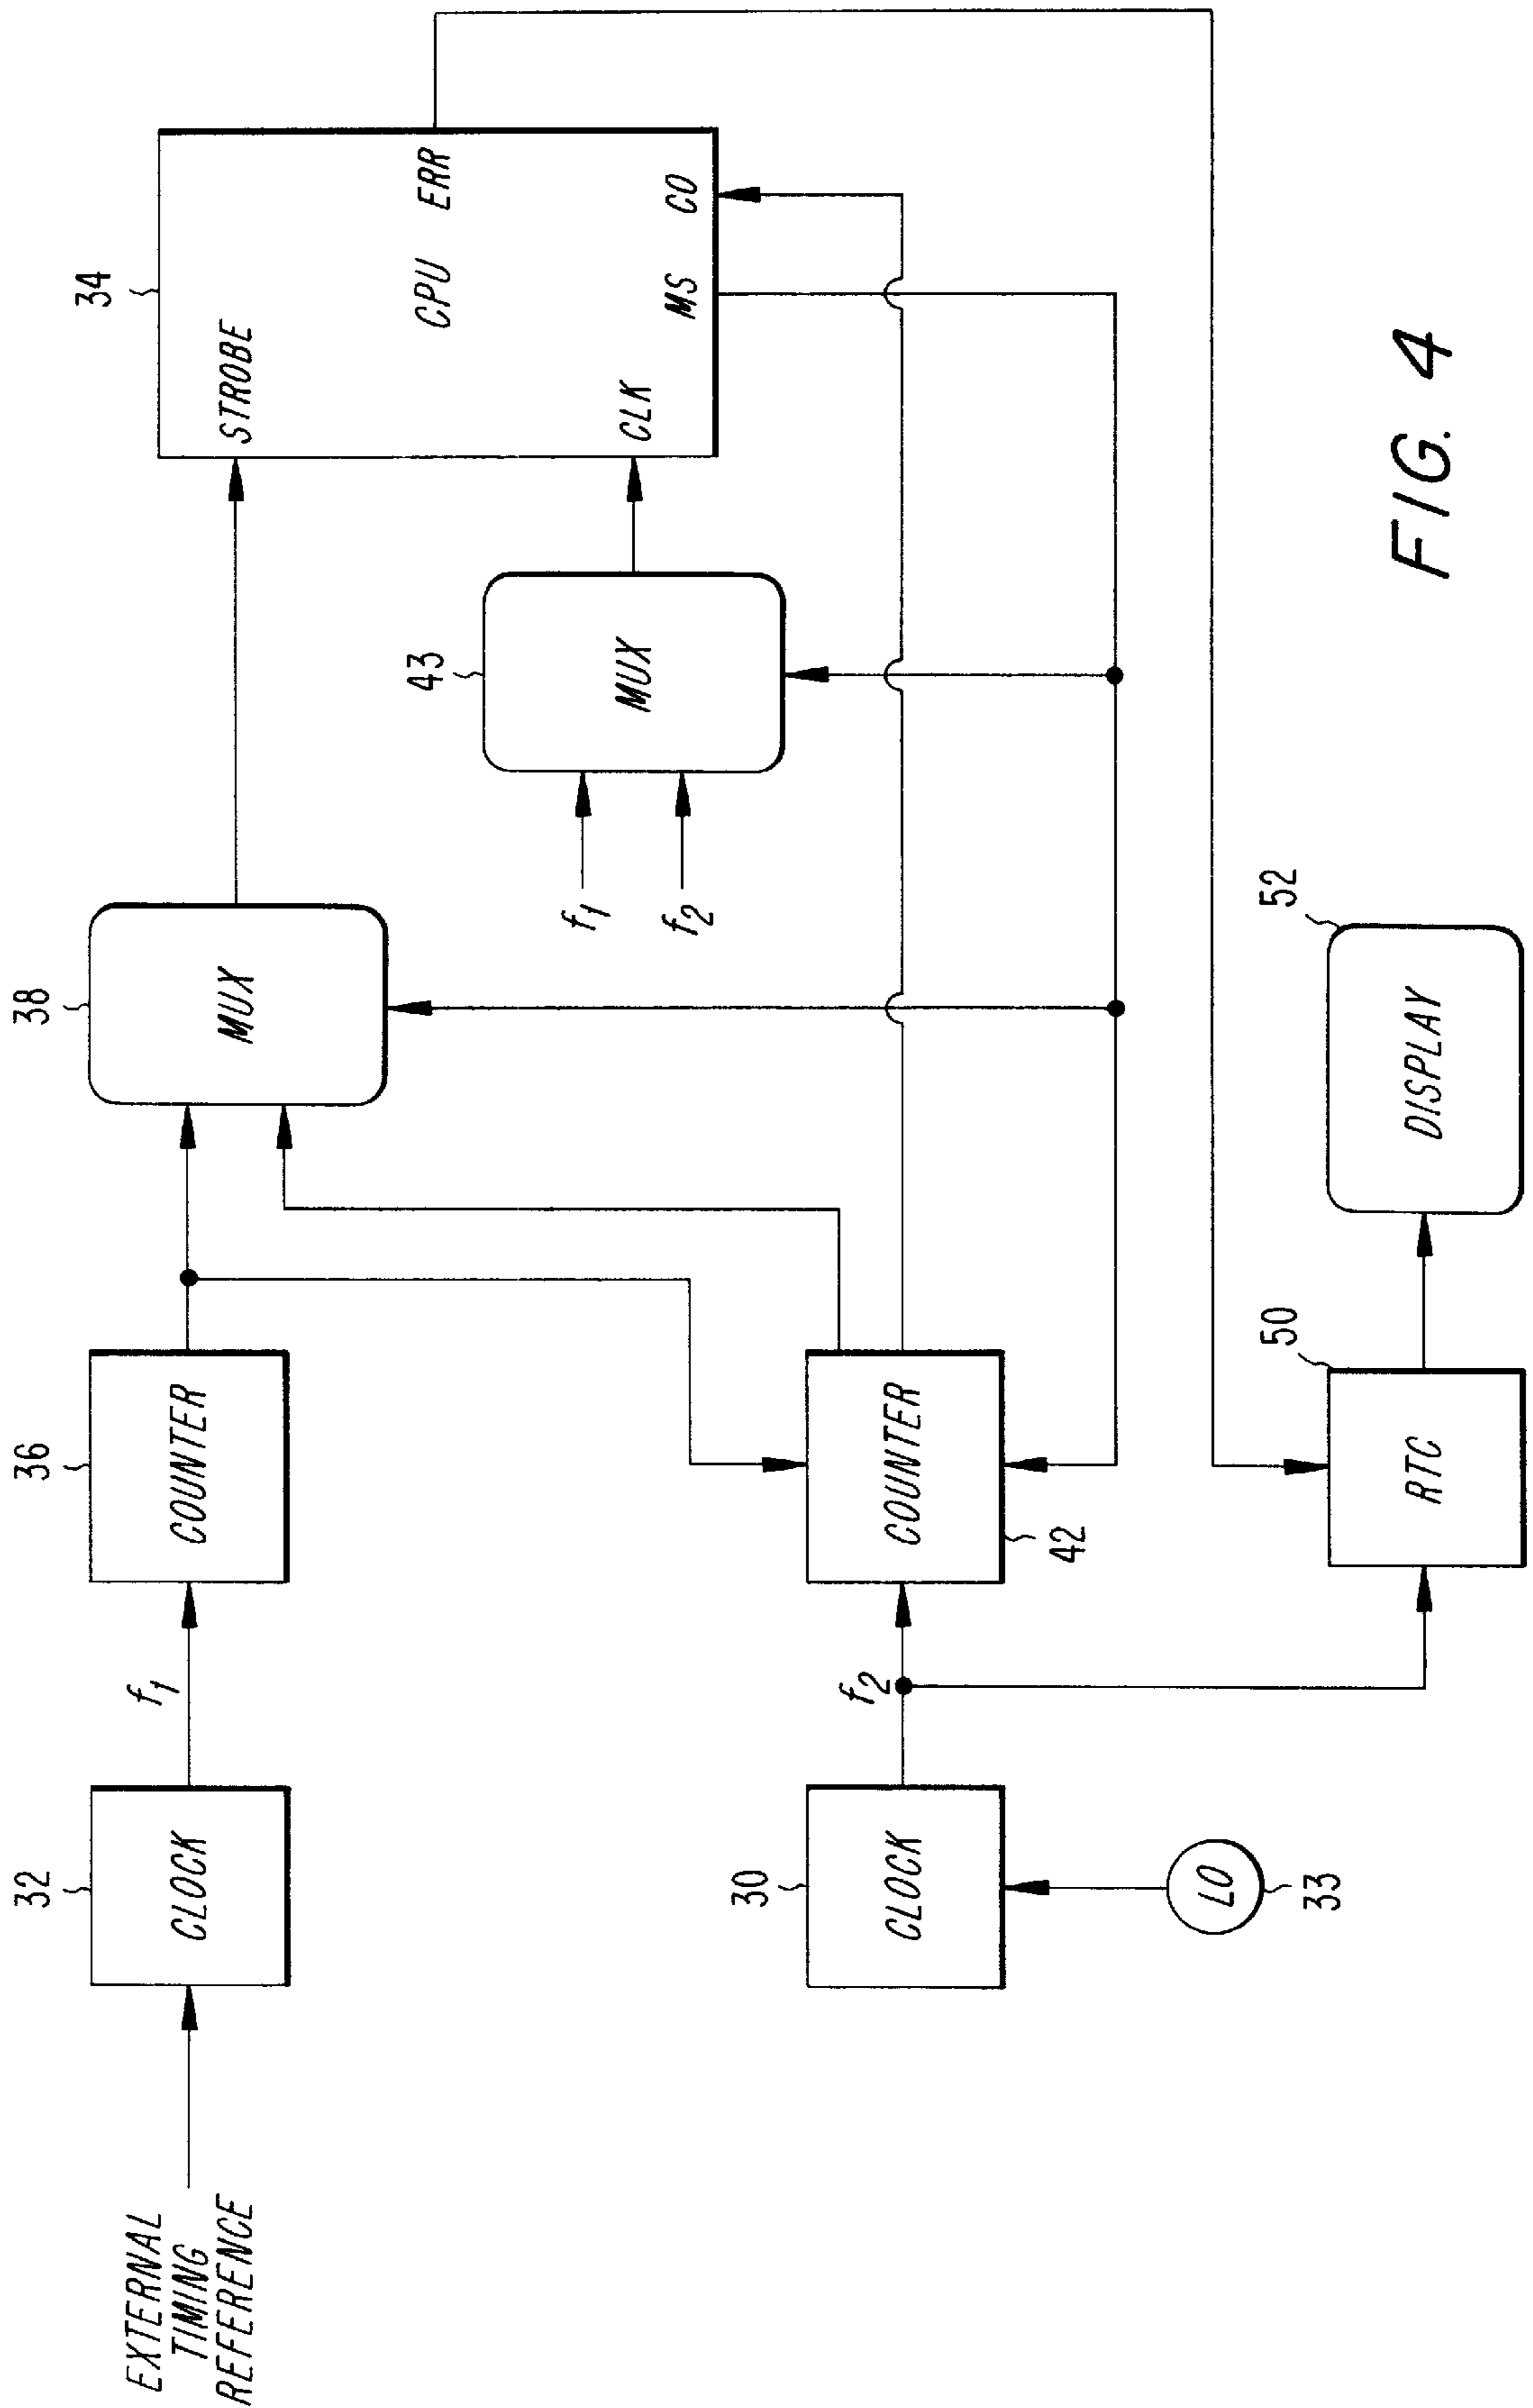 EXTERNAL
TIMING
REFERENCE
32
CLOCK
f1
36
COUNTER
38
MUX
34
STROBE
CPU ERR
CLK
MS CO
43
MUX
f1
f2
30
CLOCK
LO
33
f2
COUNTER
42
50
RTC
52
DISPLAY
FIG. 4